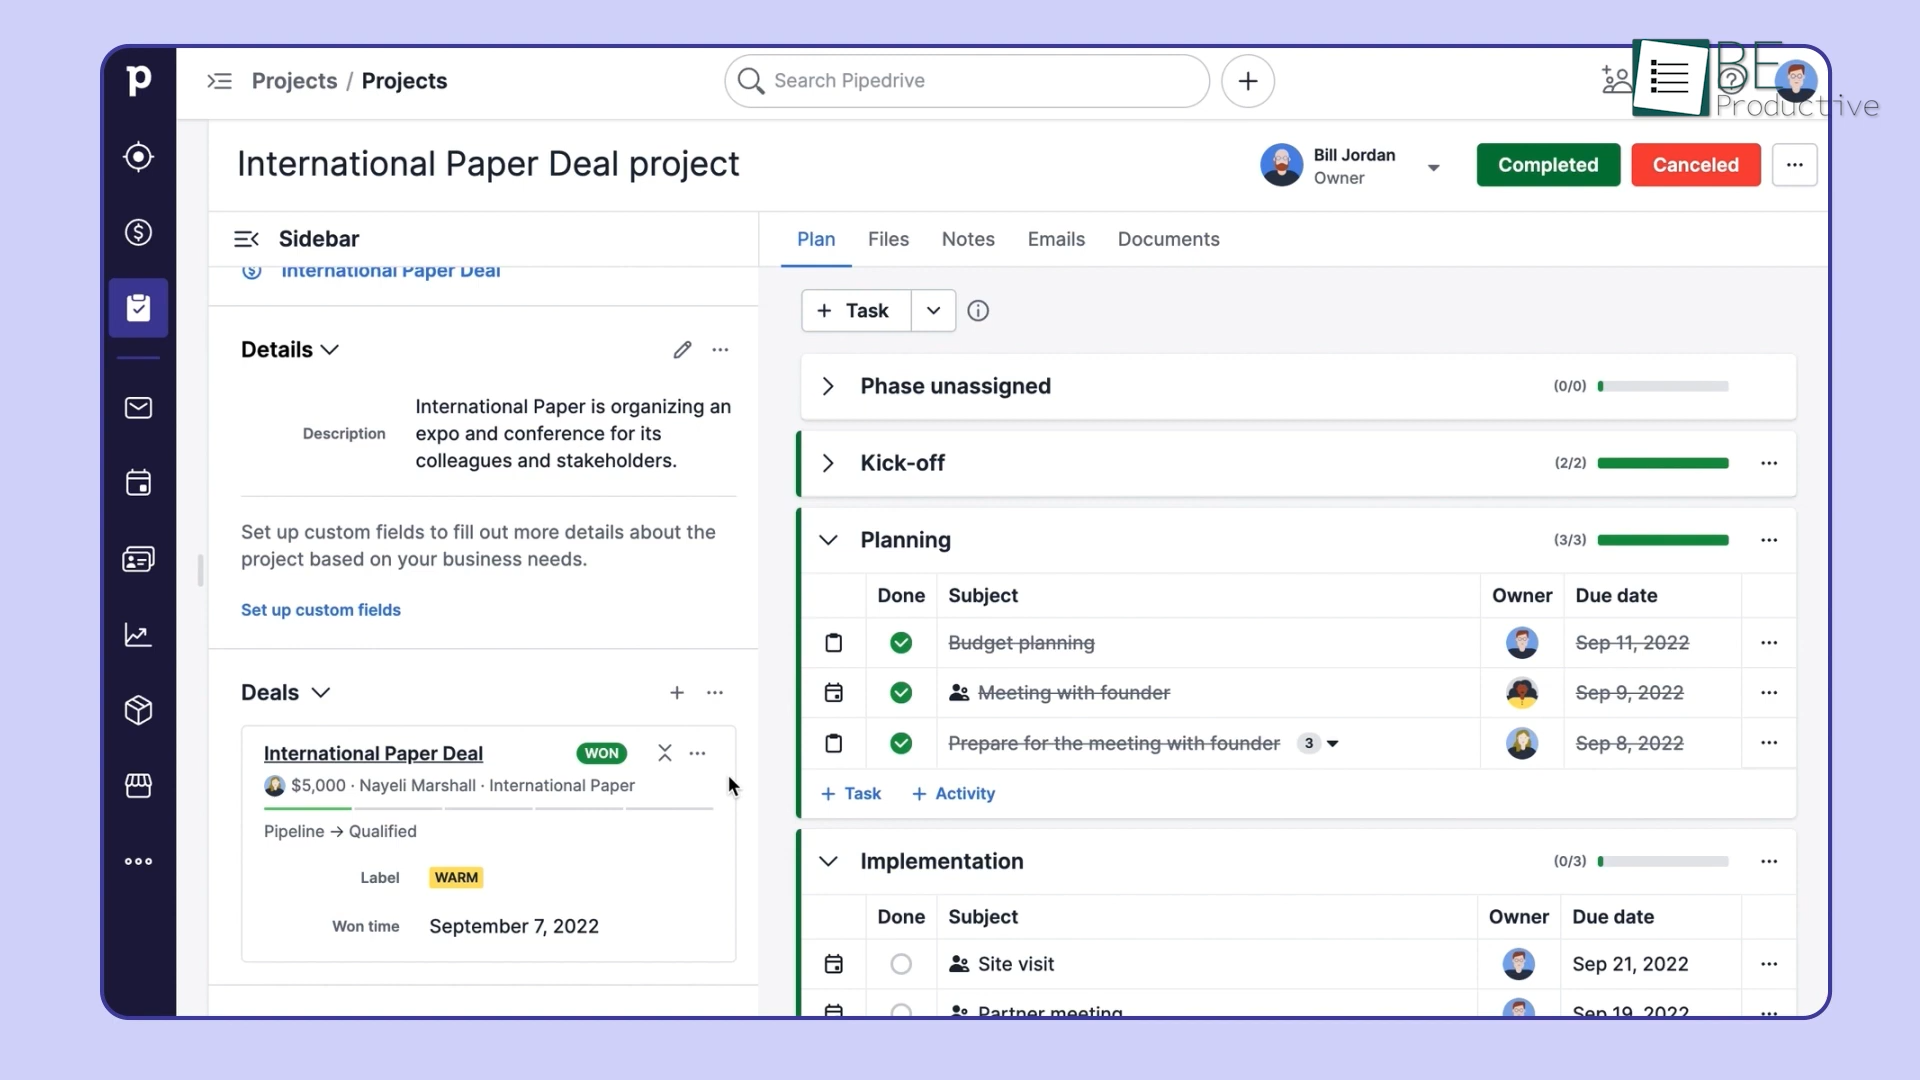 Projects / Projects
Search Pipedrive
BE
Productive
International Paper Deal project
Bill Jordan
Owner
Completed
Canceled
Sidebar
Plan
Files
Notes
Emails
Documents
International Paper Deal
+ Task
Details
Description
International Paper is organizing an
expo and conference for its
colleagues and stakeholders.
Set up custom fields to fill out more details about the
project based on your business needs.
Set up custom fields
Deals
International Paper Deal
WON
$5,000 · Nayeli Marshall · International Paper
Pipeline → Qualified
Label
WARM
Won time
September 7, 2022
Phase unassigned
(0/0)
Kick-off
(2/2)
Planning
(3/3)
Done Subject Owner Due date
Budget planning Sep 11, 2022
Meeting with founder Sep 9, 2022
Prepare for the meeting with founder 3 Sep 8, 2022
+ Task + Activity
Implementation
(0/3)
Done Subject Owner Due date
Site visit Sep 21, 2022
Partner meeting Sep 19, 2022